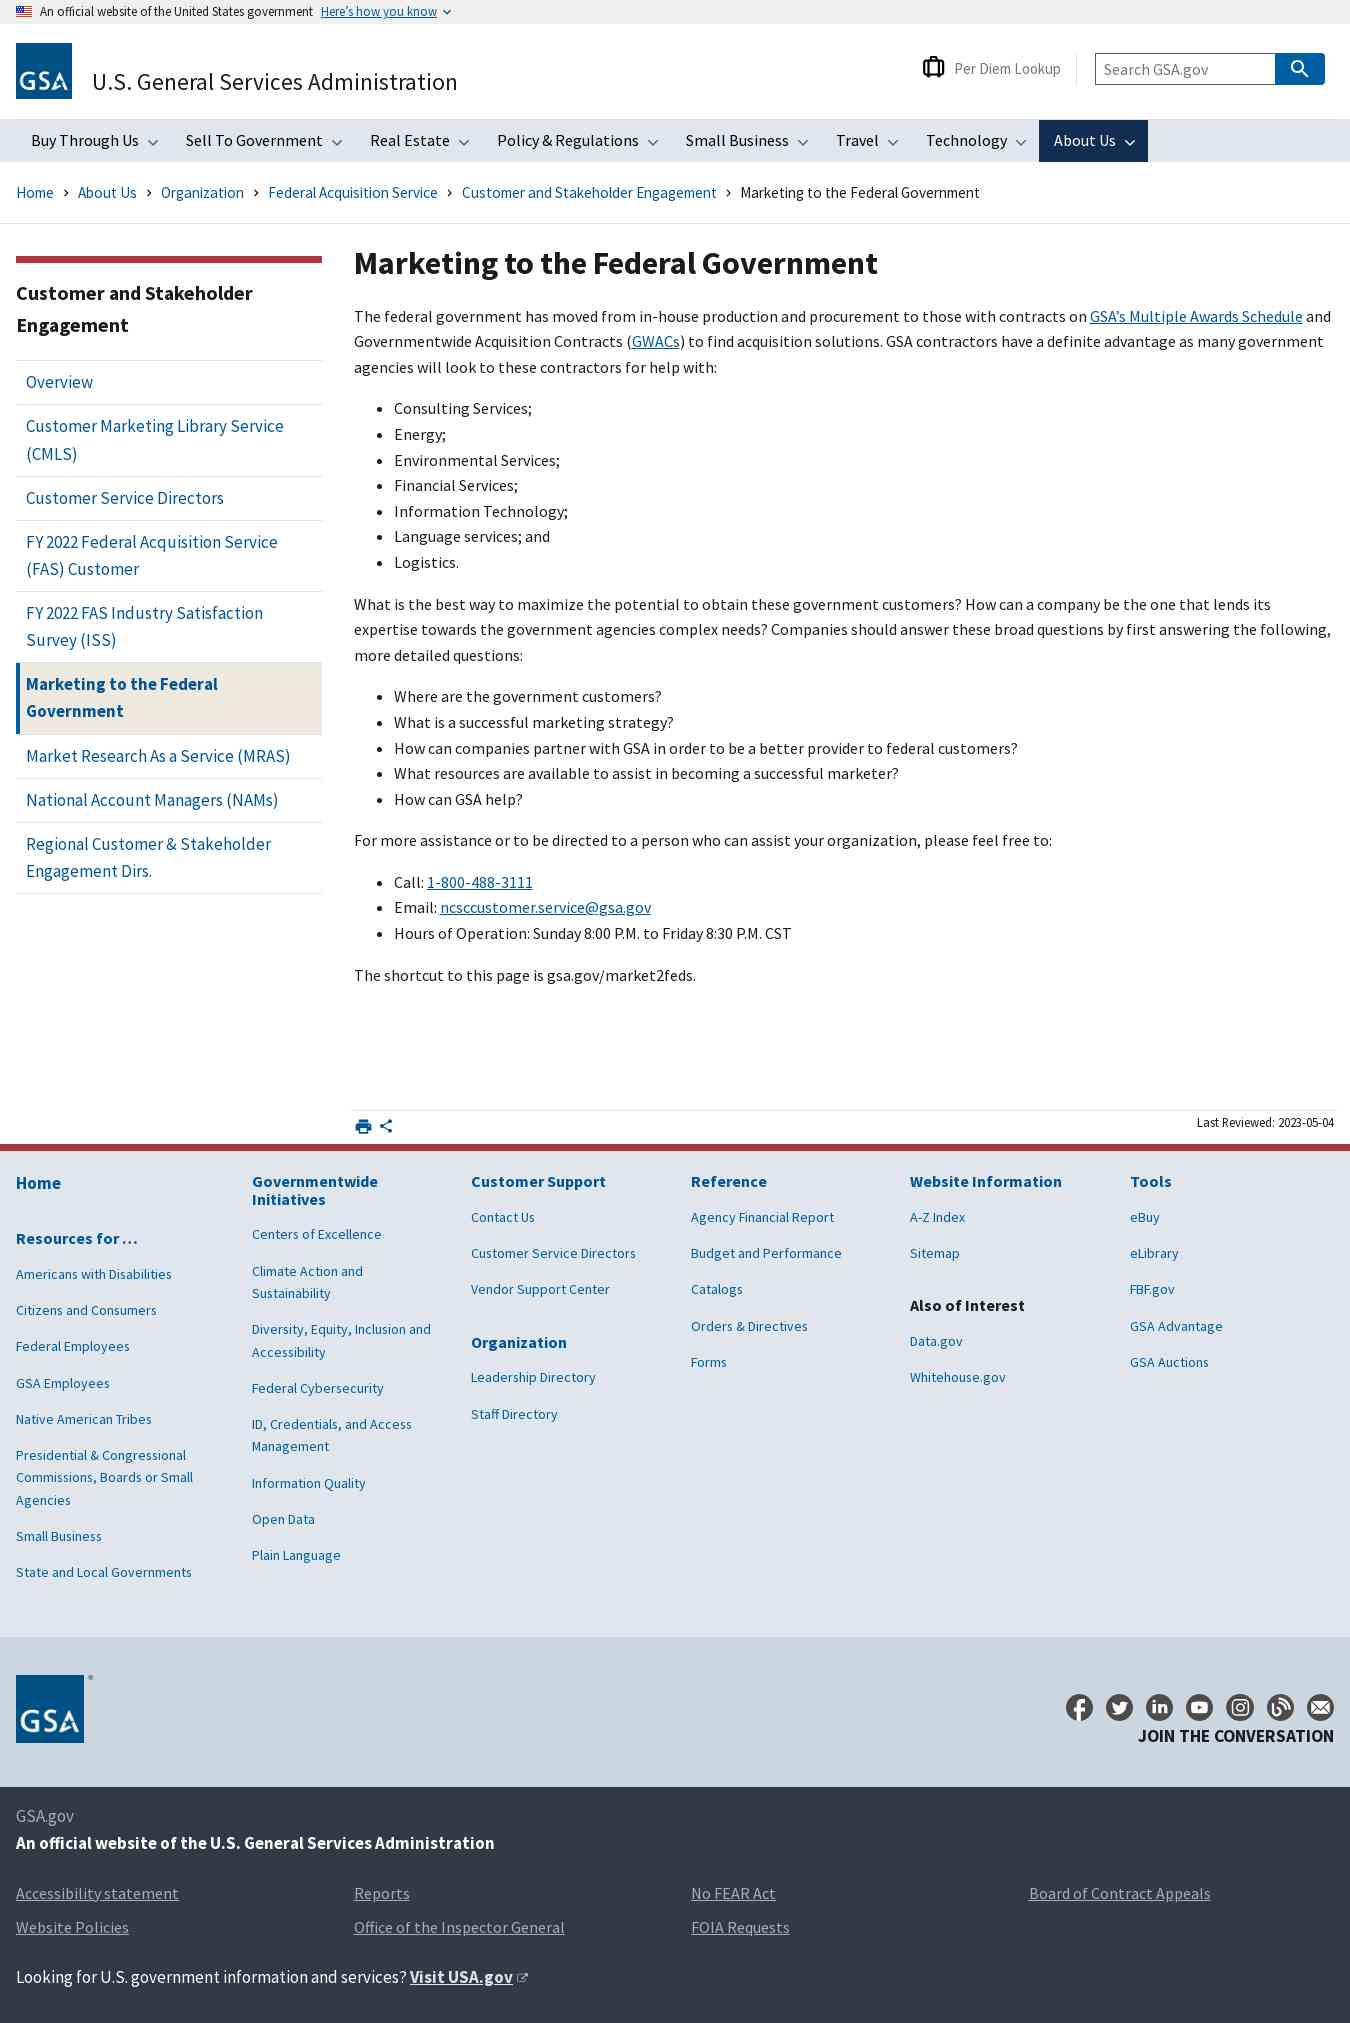 An official website of the United States government Here's how you know
GSA
U.S. General Services Administration
Per Diem Lookup
Search GSA.gov
Buy Through Us Sell To Government Real Estate Policy & Regulations Small Business Travel Technology About Us
Home › About Us › Organization › Federal Acquisition Service › Customer and Stakeholder Engagement › Marketing to the Federal Government
Customer and Stakeholder
Engagement
Overview
Customer Marketing Library Service
(CMLS)
Customer Service Directors
FY 2022 Federal Acquisition Service
(FAS) Customer
FY 2022 FAS Industry Satisfaction
Survey (ISS)
Marketing to the Federal
Government
Market Research As a Service (MRAS)
National Account Managers (NAMs)
Regional Customer & Stakeholder
Engagement Dirs.
Marketing to the Federal Government
The federal government has moved from in-house production and procurement to those with contracts on GSA’s Multiple Awards Schedule and
Governmentwide Acquisition Contracts (GWACs) to find acquisition solutions. GSA contractors have a definite advantage as many government
agencies will look to these contractors for help with:
• Consulting Services;
• Energy;
• Environmental Services;
• Financial Services;
• Information Technology;
• Language services; and
• Logistics.
What is the best way to maximize the potential to obtain these government customers? How can a company be the one that lends its
expertise towards the government agencies complex needs? Companies should answer these broad questions by first answering the following,
more detailed questions:
• Where are the government customers?
• What is a successful marketing strategy?
• How can companies partner with GSA in order to be a better provider to federal customers?
• What resources are available to assist in becoming a successful marketer?
• How can GSA help?
For more assistance or to be directed to a person who can assist your organization, please feel free to:
• Call: 1-800-488-3111
• Email: ncsccustomer.service@gsa.gov
• Hours of Operation: Sunday 8:00 P.M. to Friday 8:30 P.M. CST
The shortcut to this page is gsa.gov/market2feds.
Last Reviewed: 2023-05-04
Home
Resources for …
Americans with Disabilities
Citizens and Consumers
Federal Employees
GSA Employees
Native American Tribes
Presidential & Congressional
Commissions, Boards or Small
Agencies
Small Business
State and Local Governments
Governmentwide
Initiatives
Centers of Excellence
Climate Action and
Sustainability
Diversity, Equity, Inclusion and
Accessibility
Federal Cybersecurity
ID, Credentials, and Access
Management
Information Quality
Open Data
Plain Language
Customer Support
Contact Us
Customer Service Directors
Vendor Support Center
Organization
Leadership Directory
Staff Directory
Reference
Agency Financial Report
Budget and Performance
Catalogs
Orders & Directives
Forms
Website Information
A-Z Index
Sitemap
Also of Interest
Data.gov
Whitehouse.gov
Tools
eBuy
eLibrary
FBF.gov
GSA Advantage
GSA Auctions
GSA ®
JOIN THE CONVERSATION
GSA.gov
An official website of the U.S. General Services Administration
Accessibility statement Reports No FEAR Act Board of Contract Appeals
Website Policies Office of the Inspector General FOIA Requests
Looking for U.S. government information and services? Visit USA.gov